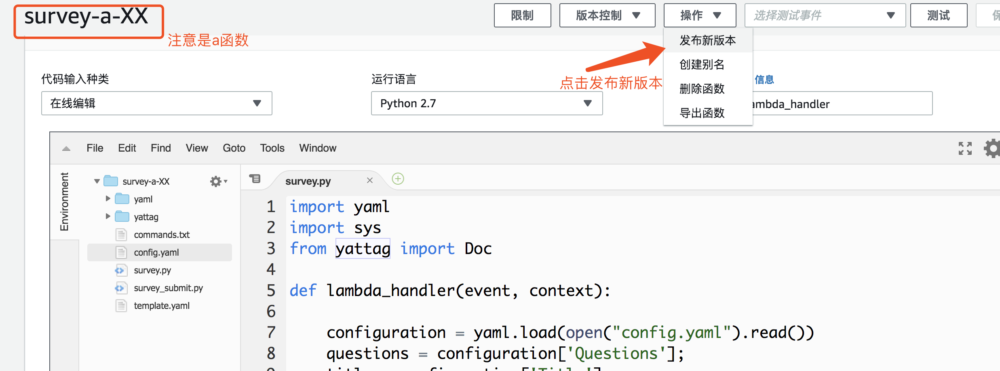 survey-a-XX
限制
版本控制
操作
选择测试事件
测试
注意是a函数
发布新版本
创建别名
删除函数
导出函数
点击发布新版本
代码输入种类
运行语言
信息
在线编辑
Python 2.7
ambda_handler
File Edit Find View Goto Tools Window
Environment
survey-a-XX
yaml
yattag
commands.txt
config.yaml
survey.py
survey_submit.py
template.yaml
survey.py
1 import yaml
2 import sys
3 from yattag import Doc
4
5 def lambda_handler(event, context):
6
7 configuration = yaml.load(open("config.yaml").read())
8 questions = configuration['Questions'];